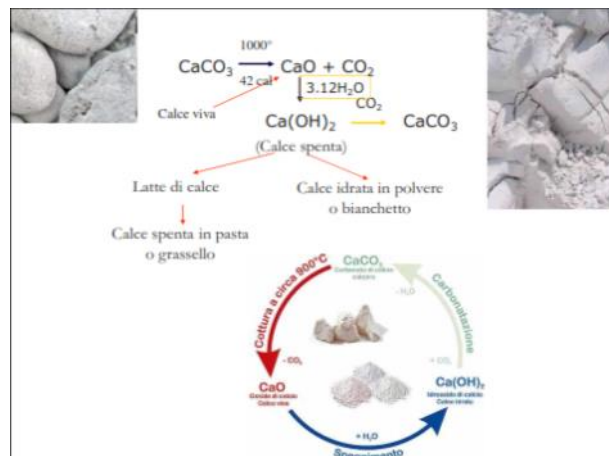 1000°
CaCO₃ CaO + CO₂
42 cal
3.12H₂O
CO₂
Calce viva
Ca(OH)₂ CaCO₃
(Calce spenta)
Latte di calce
Calce idrata in polvere
o bianchetto
Calce spenta in pasta
o grassello
CaCO₃
Carbonato di calcio
calcare
Cottura a circa 900°C
- H₂O
Carbonatazione
- CO₂
+ CO₂
CaO
Ossido di calcio
Calce viva
Ca(OH)₂
Idrossido di calcio
Calce idrata
+ H₂O
Spegnimento